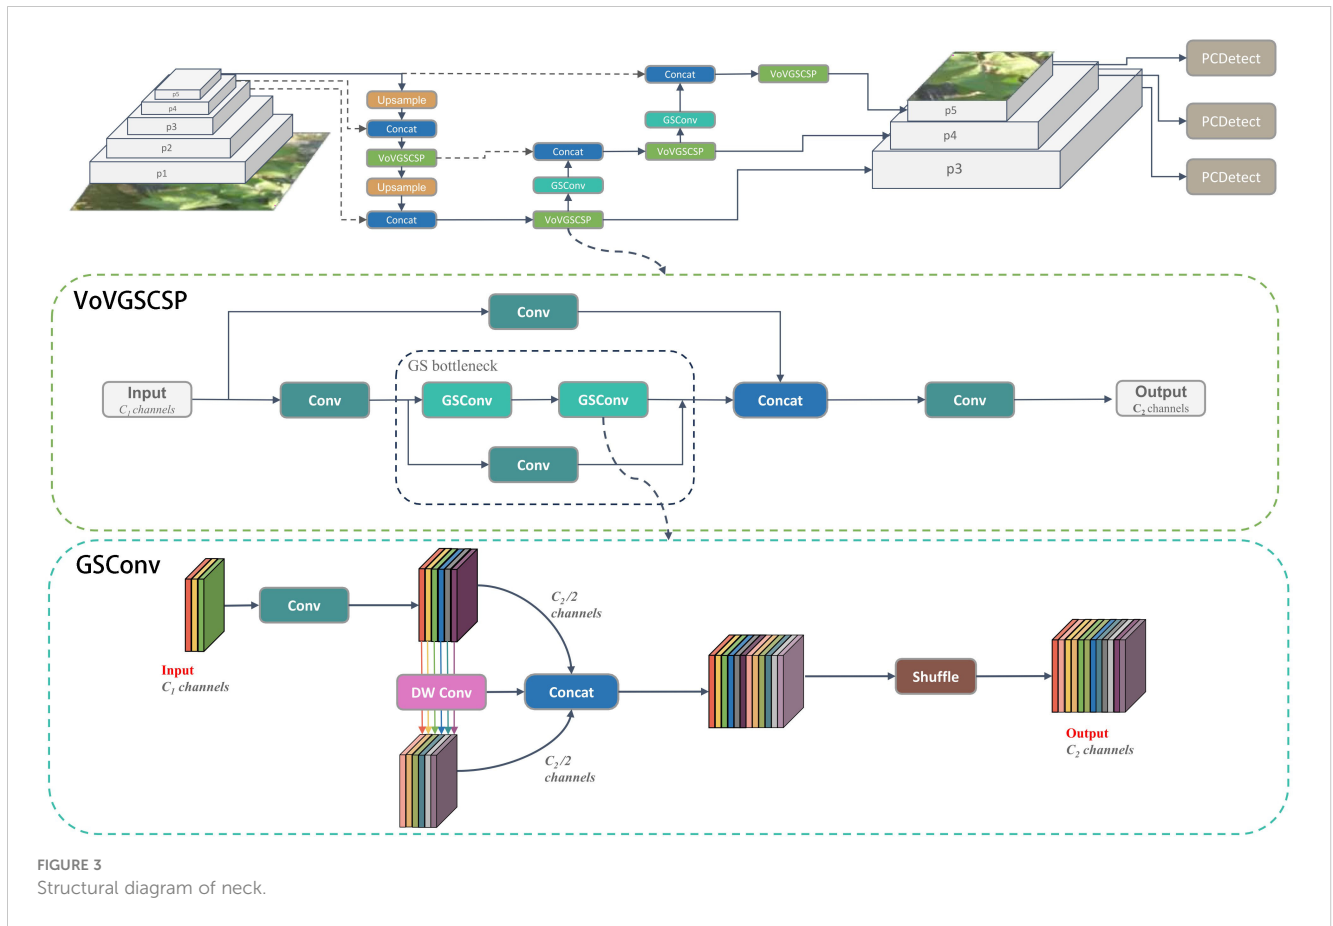 p5
p4
p3
p2
p1
Upsample
Concat
VoVGSCSP
Upsample
Concat
Concat
GSConv
VoVGSCSP
Concat
VoVGSCSP
GSConv
VoVGSCSP
p5
p4
p3
PCDetect
PCDetect
PCDetect
VoVGSCSP
Conv
GS bottleneck
Input
C1 channels
Conv
GSConv
GSConv
Concat
Conv
Output
C2 channels
Conv
GSConv
Conv
Input
C1 channels
C2/2
channels
DW Conv
Concat
C2/2
channels
Shuffle
Output
C2 channels
FIGURE 3
Structural diagram of neck.